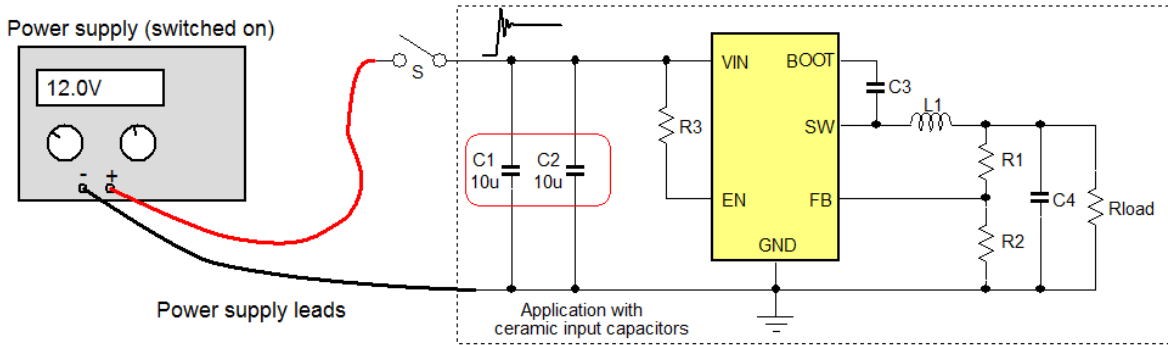 Power supply (switched on)
12.0V
- +
S
Power supply leads
C1
10u
C2
10u
R3
VIN
BOOT
SW
EN
FB
GND
C3
L1
R1
R2
C4
Rload
Application with
ceramic input capacitors